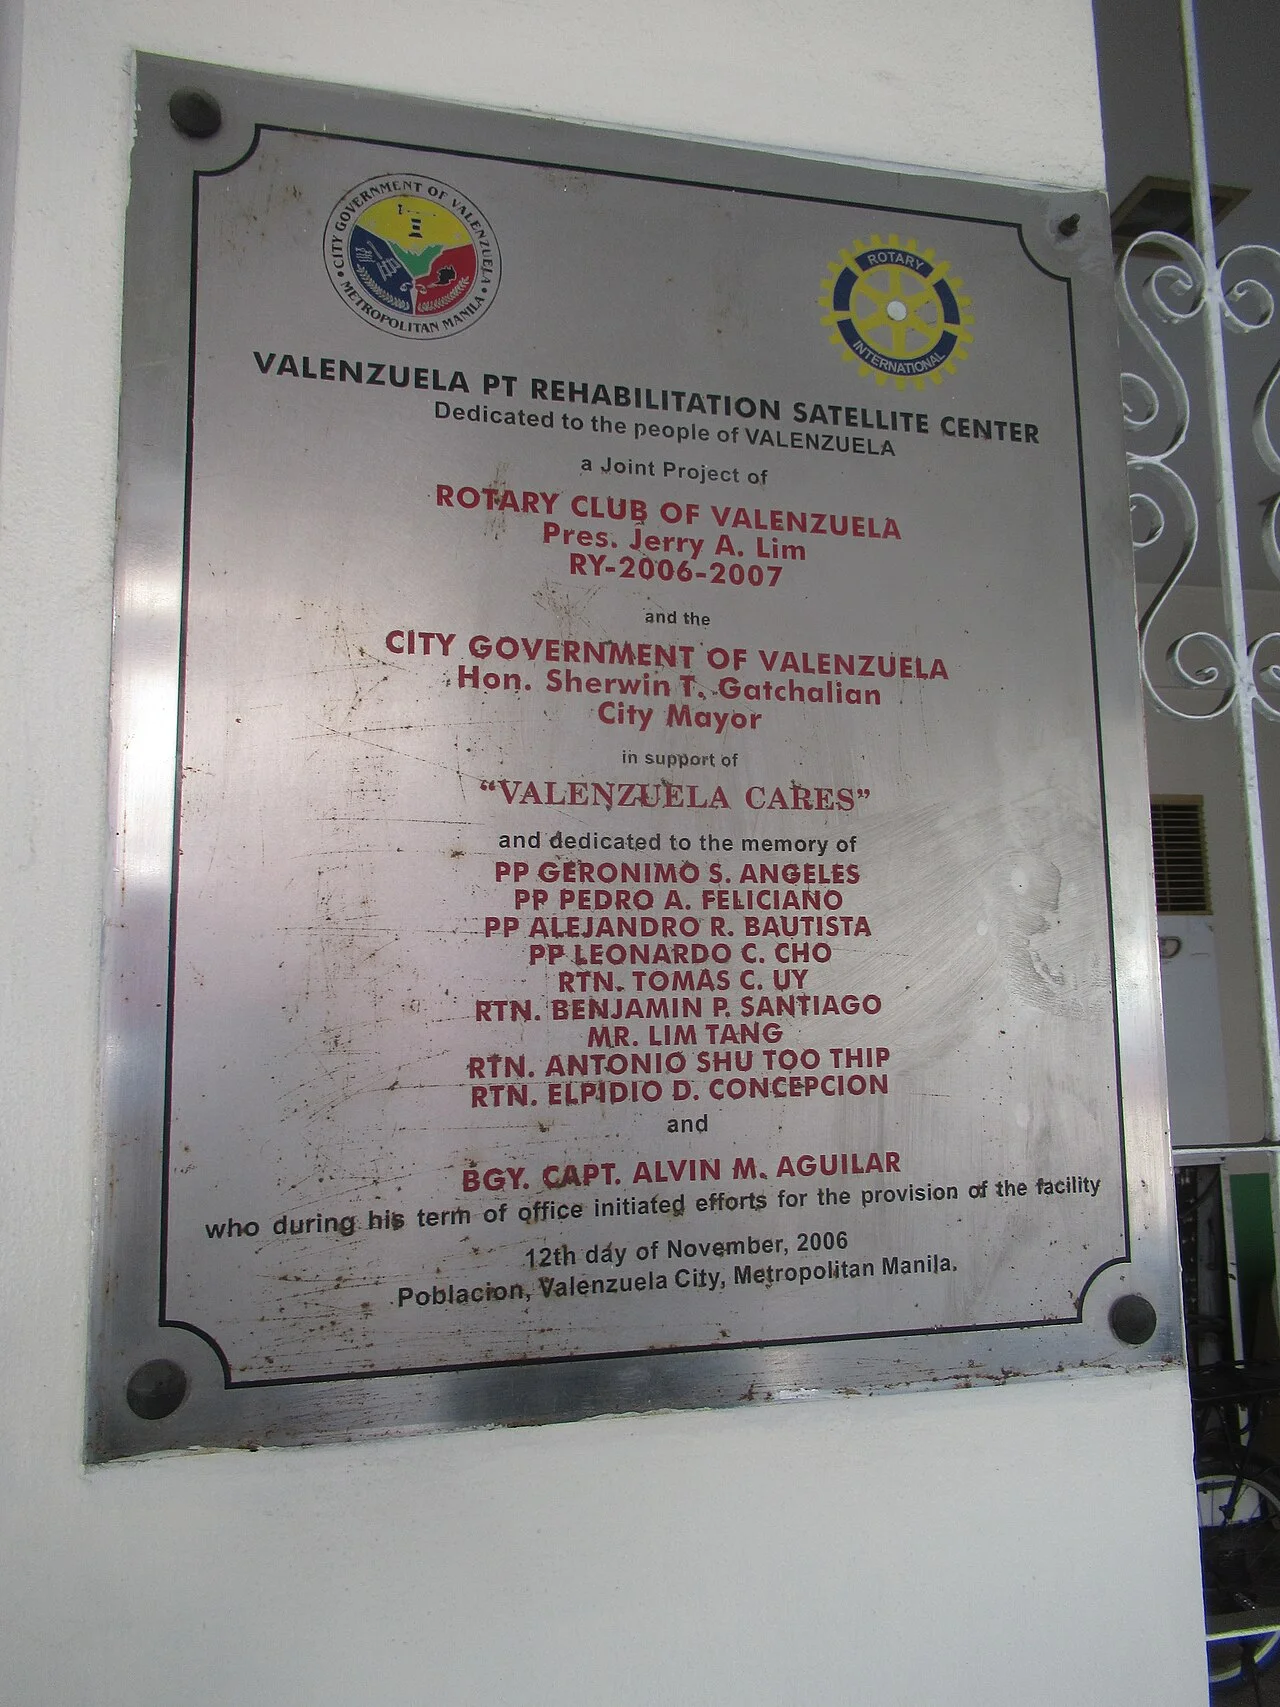 CITY GOVERNMENT OF VALENZUELA
METROPOLITAN MANILA
ROTARY
INTERNATIONAL
VALENZUELA PT REHABILITATION SATELLITE CENTER
Dedicated to the people of VALENZUELA
a Joint Project of
ROTARY CLUB OF VALENZUELA
Pres. Jerry A. Lim
RY-2006-2007
and the
CITY GOVERNMENT OF VALENZUELA
Hon. Sherwin T. Gatchalian
City Mayor
in support of
“VALENZUELA CARES”
and dedicated to the memory of
PP GERONIMO S. ANGELES
PP PEDRO A. FELICIANO
PP ALEJANDRO R. BAUTISTA
PP LEONARDO C. CHO
RTN. TOMAS C. UY
RTN. BENJAMIN P. SANTIAGO
MR. LIM TANG
RTN. ANTONIO SHU TOO THIP
RTN. ELPIDIO D. CONCEPCION
and
BGY. CAPT. ALVIN M. AGUILAR
who during his term of office initiated efforts for the provision of the facility
12th day of November, 2006
Poblacion, Valenzuela City, Metropolitan Manila.